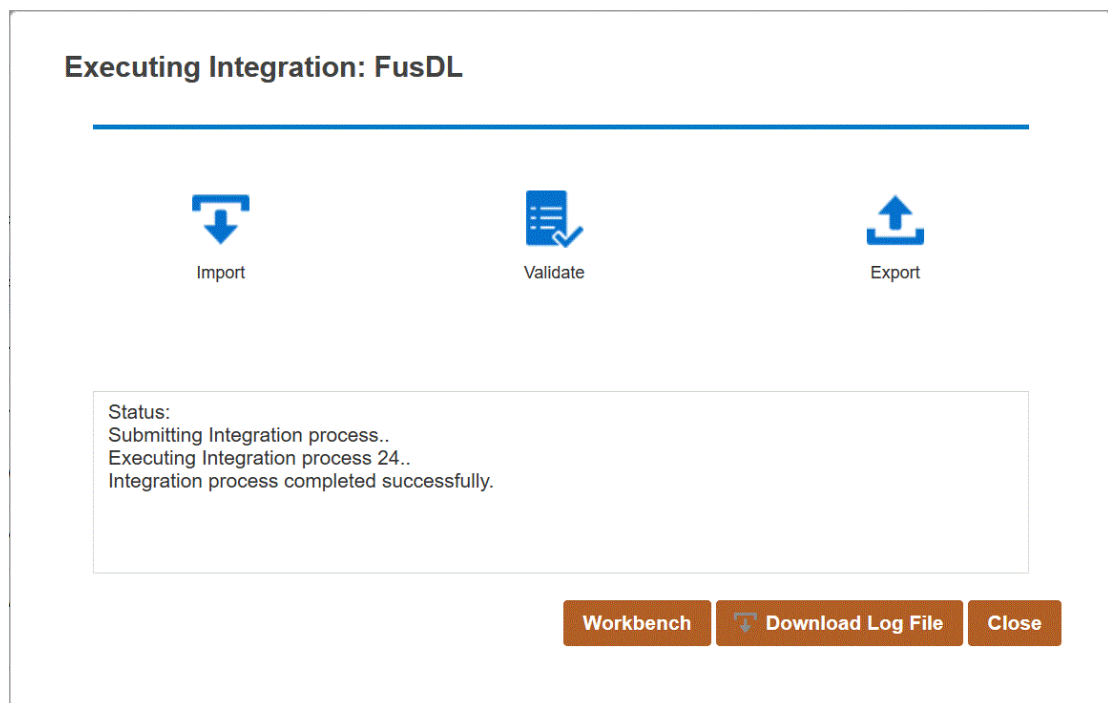 Executing Integration: FusDL
Import
Validate
Export
Status:
Submitting Integration process..
Executing Integration process 24..
Integration process completed successfully.
Workbench
Download Log File
Close